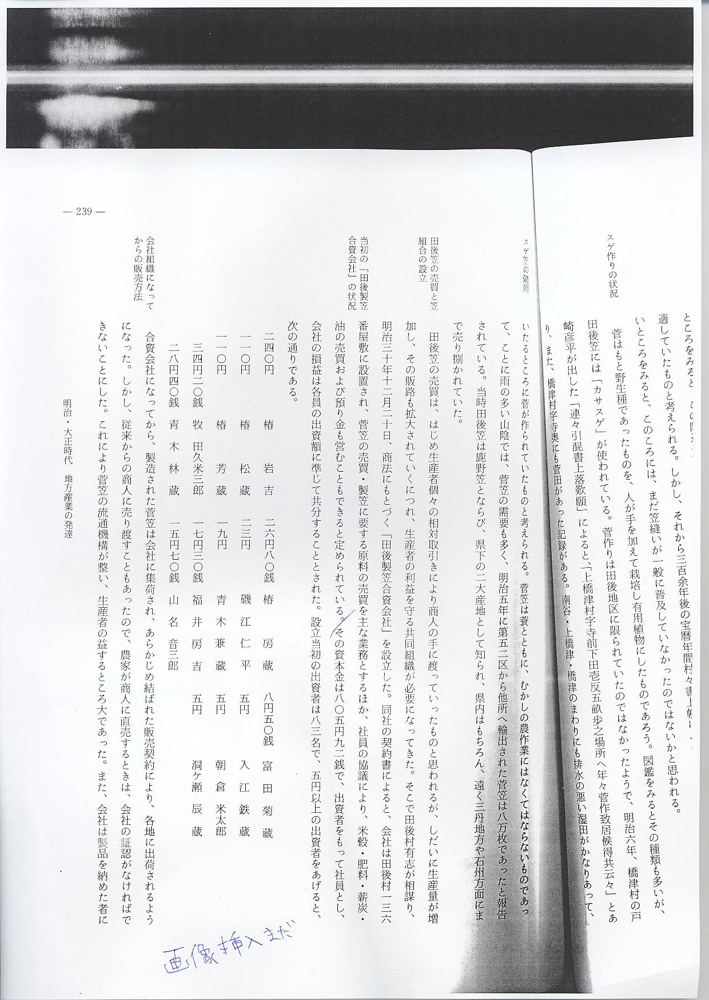 ところをみると
適していたものと考えられる。しかし、それから三百余年後の宝暦年間村々書上帳
いところをみると、このころには、まだ笠縫いが一般に普及していなかったのではないかと思われる。
スゲ作りの状況
菅はもと野生種であったものを、人が手を加えて栽培し有用植物にしたものであろう。図鑑をみるとその種類も多いが、
田後笠には「カサスゲ」が使われている。菅作りは田後地区に限られていたのではなかったようで、明治六年、橋津村の戸
崎彦平が出した「連々引混書上落歎願」によると、「上橋津村字寺前下田壱反五畝歩之場所へ年々菅作致居候得共云々」とあ
り、また、橋津村字寺奥にも菅田があった記録がある。南谷・上橋津・橋津のまわりにも排水の悪い湿田がかなりあって、
スゲ笠の効用
いたるところに菅が作られていたものと考えられる。菅笠は蓑とともに、むかしの農作業にはなくてはならないものであっ
て、ことに雨の多い山陰では、菅笠の需要も多く、明治五年に第五二区から他所へ輸出された菅笠は八万枚であったと報告
されている。当時田後笠は鹿野笠とならび、県下の二大産地として知られ、県内はもちろん、遠く三丹地方や石州方面にま
で売り捌かれていた。
田後笠の売買と笠
組合の設立
田後笠の売買は、はじめ生産者個々の相対取引きにより商人の手に渡っていったものと思われるが、しだいに生産量が増
加し、その販路も拡大されていくにつれ、生産者の利益を守る共同組織が必要になってきた。そこで田後村有志が相謀り、
明治三十年十二月二十日、商法にもとづく「田後製笠合資会社」を設立した。同社の契約書によると、会社は田後村一三六
当初の「田後製笠
合資会社」の状況
番屋敷に設置され、菅笠の売買・製笠に要する原料の売買を主な業務とするほか、社員の協議により、米穀・肥料・薪炭・
油の売買および預り金も営むこともできると定められている。その資本金は八〇五円九二銭で、出資者をもって社員とし、
会社の損益は各員の出資額に準じて共分することとされた。設立当初の出資者は八三名で、五円以上の出資者をあげると、
次の通りである。
二四〇円　椿岩吉　二六円八〇銭　椿房蔵　八円五〇銭　富田菊蔵
一一〇円　椿松蔵　二三円　磯江仁平　五円　入江鉄蔵
一一〇円　椿芳蔵　一九円　青木兼蔵　五円　朝倉米太郎
三四円二〇銭　牧田久米三郎　一七円三〇銭　福井房吉　五円　洞ケ瀬辰蔵
二八円四〇銭　青木林蔵　一五円七〇銭　山名音三郎
会社組織になって
からの販売方法
合資会社になってから、製造された菅笠は会社に集荷され、あらかじめ結ばれた販売契約により、各地に出荷されるよう
になった。しかし、従来からの商人に売り渡すこともあったので、農家が商人に直売するときは、会社の証認がなければで
きないことにした。これにより菅笠の流通機構が整い、生産者の益するところ大であった。また、会社は製品を納めた者に
明治・大正時代　地方産業の発達
— 239 —
画像挿入まだ